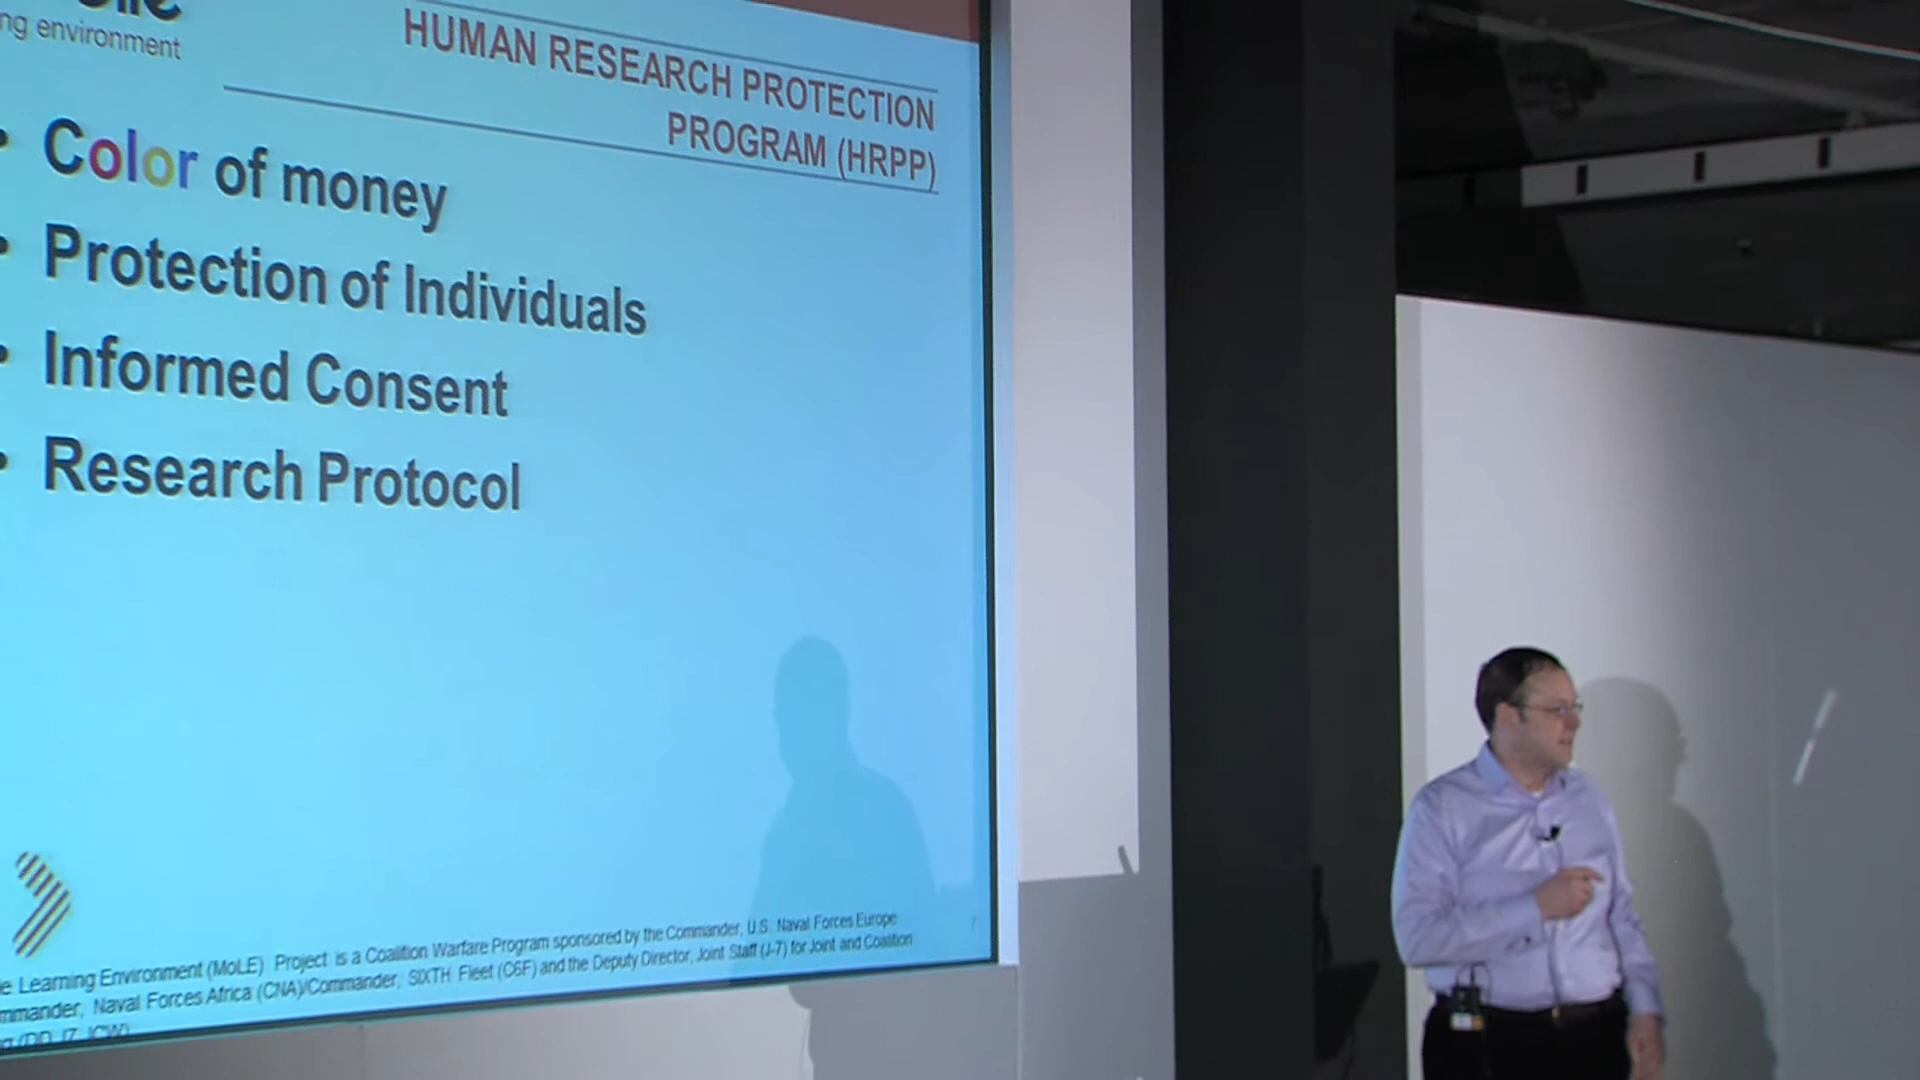 ng environment
HUMAN RESEARCH PROTECTION
PROGRAM (HRPP)
• Color of money
• Protection of Individuals
• Informed Consent
• Research Protocol
e Learning Environment (MoLE) Project is a Coalition Warfare Program sponsored by the Commander, U.S. Naval Forces Europe
mmander, Naval Forces Africa (CNA)/Commander, SIXTH Fleet (C6F) and the Deputy Director, Joint Staff (J-7) for Joint and Coalition
7